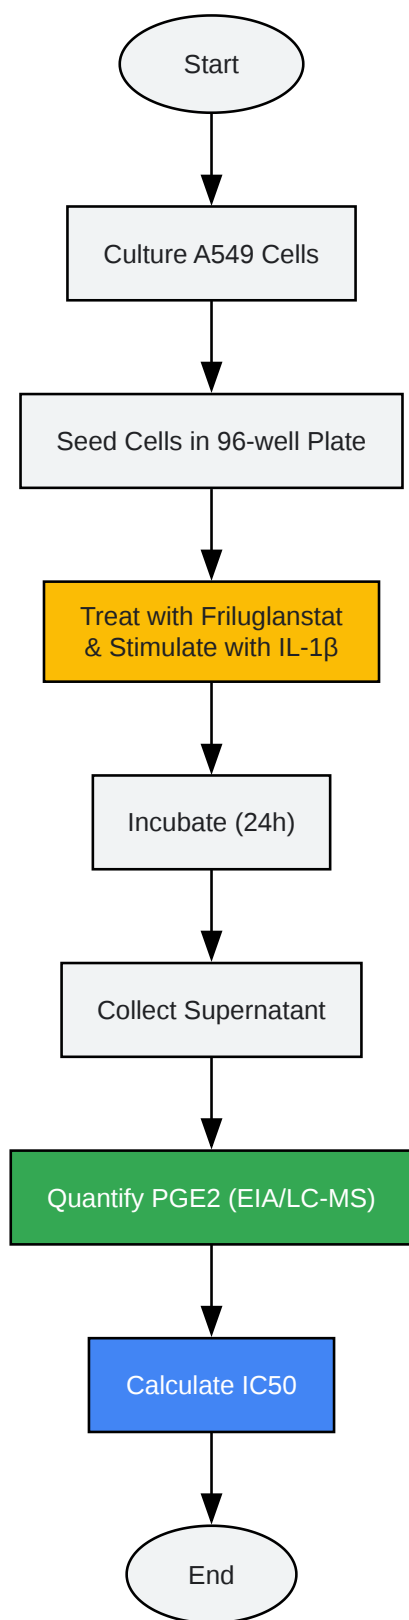 Start
Culture A549 Cells
Seed Cells in 96-well Plate
Treat with Friluglanstat
& Stimulate with IL-1β
Incubate (24h)
Collect Supernatant
Quantify PGE2 (EIA/LC-MS)
Calculate IC50
End